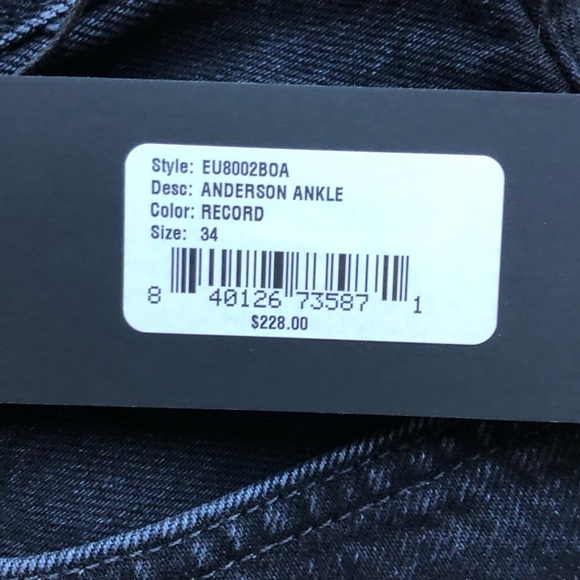 Style: EU8002BOA
Desc: ANDERSON ANKLE
Color: RECORD
Size: 34
8 40126 73587 1
$228.00